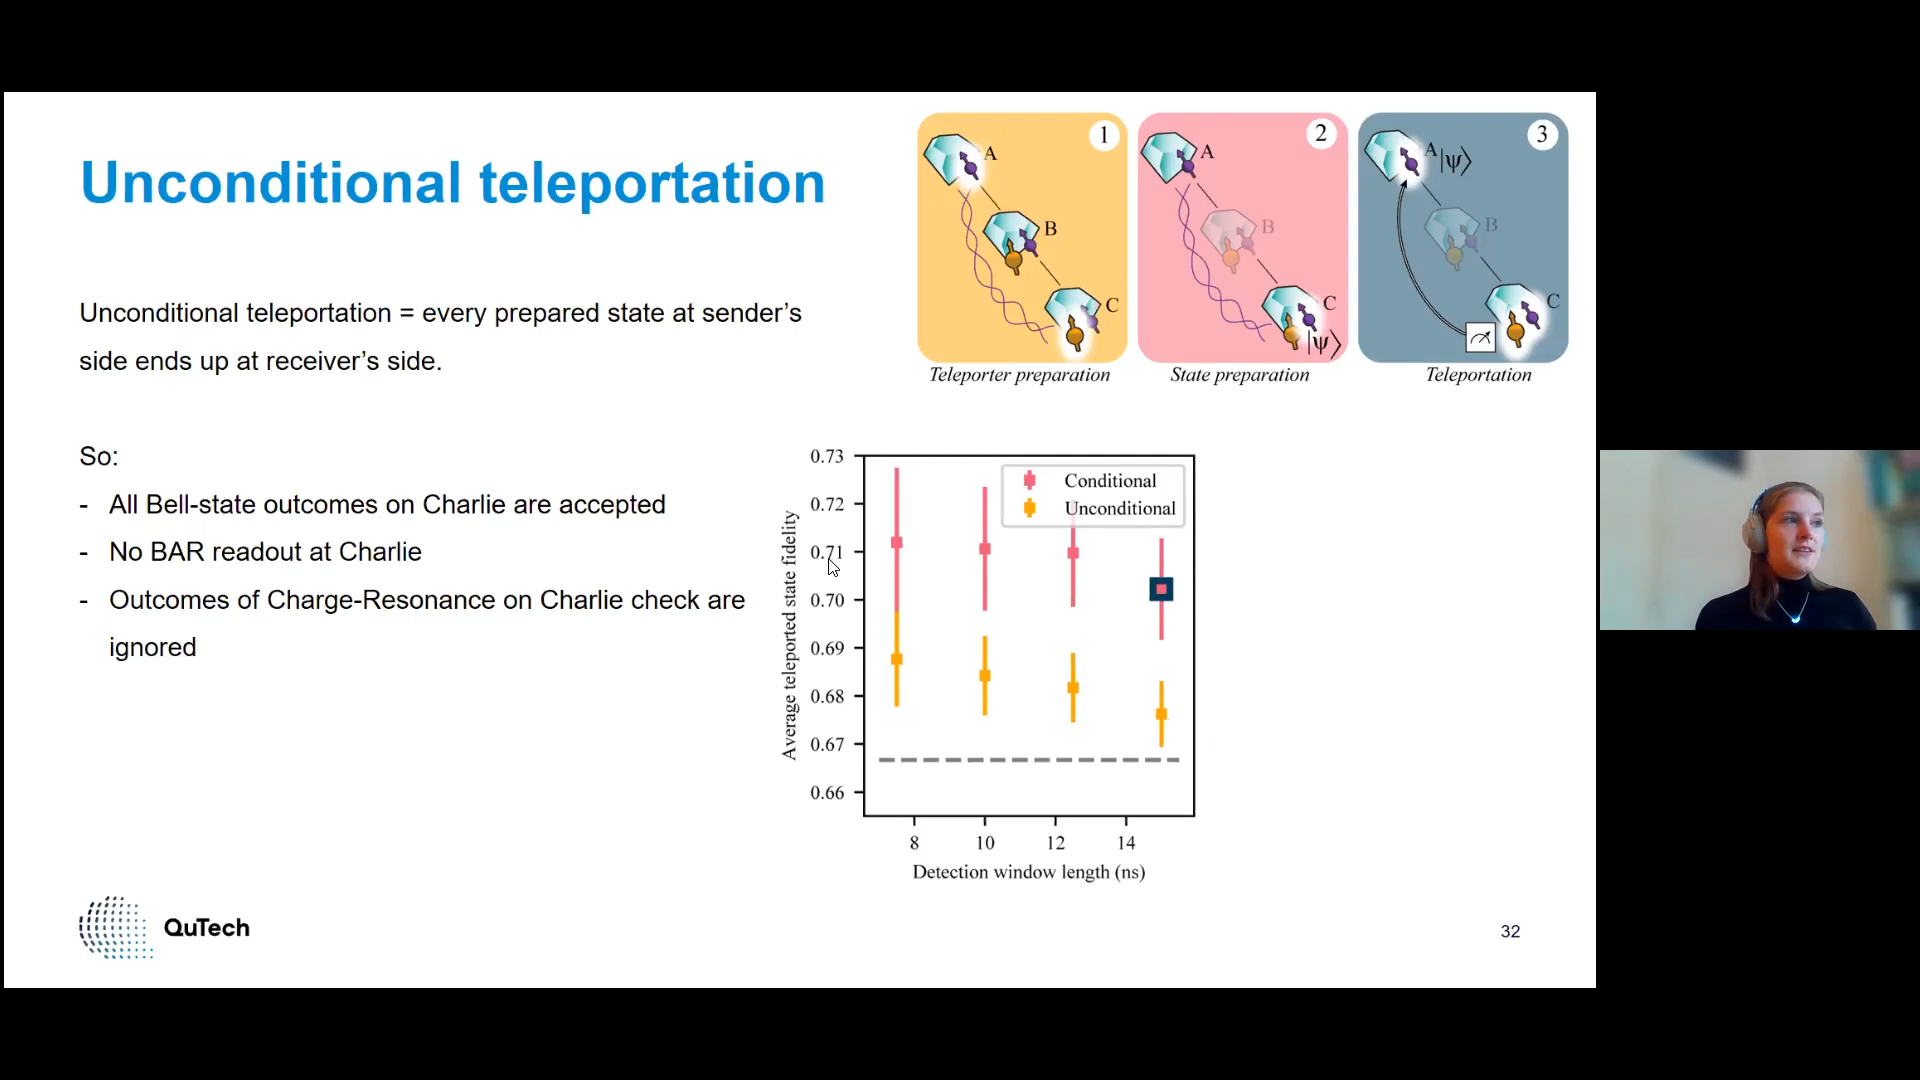 Unconditional teleportation
Unconditional teleportation = every prepared state at sender's
side ends up at receiver's side.
So:
- All Bell-state outcomes on Charlie are accepted
- No BAR readout at Charlie
- Outcomes of Charge-Resonance on Charlie check are
ignored
1
A
B
C
Teleporter preparation
2
A
B
C
|ψ⟩
State preparation
3
A |ψ⟩
B
C
Teleportation
Average teleported state fidelity
0.73
0.72
0.71
0.70
0.69
0.68
0.67
0.66
Conditional
Unconditional
8 10 12 14
Detection window length (ns)
QuTech
32